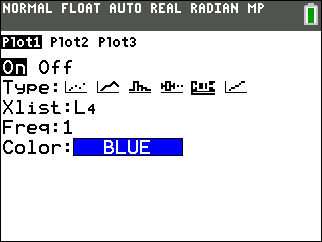 NORMAL FLOAT AUTO REAL RADIAN MP
Plot1 Plot2 Plot3
On Off
Type:
Xlist:L₄
Freq:1
Color: BLUE